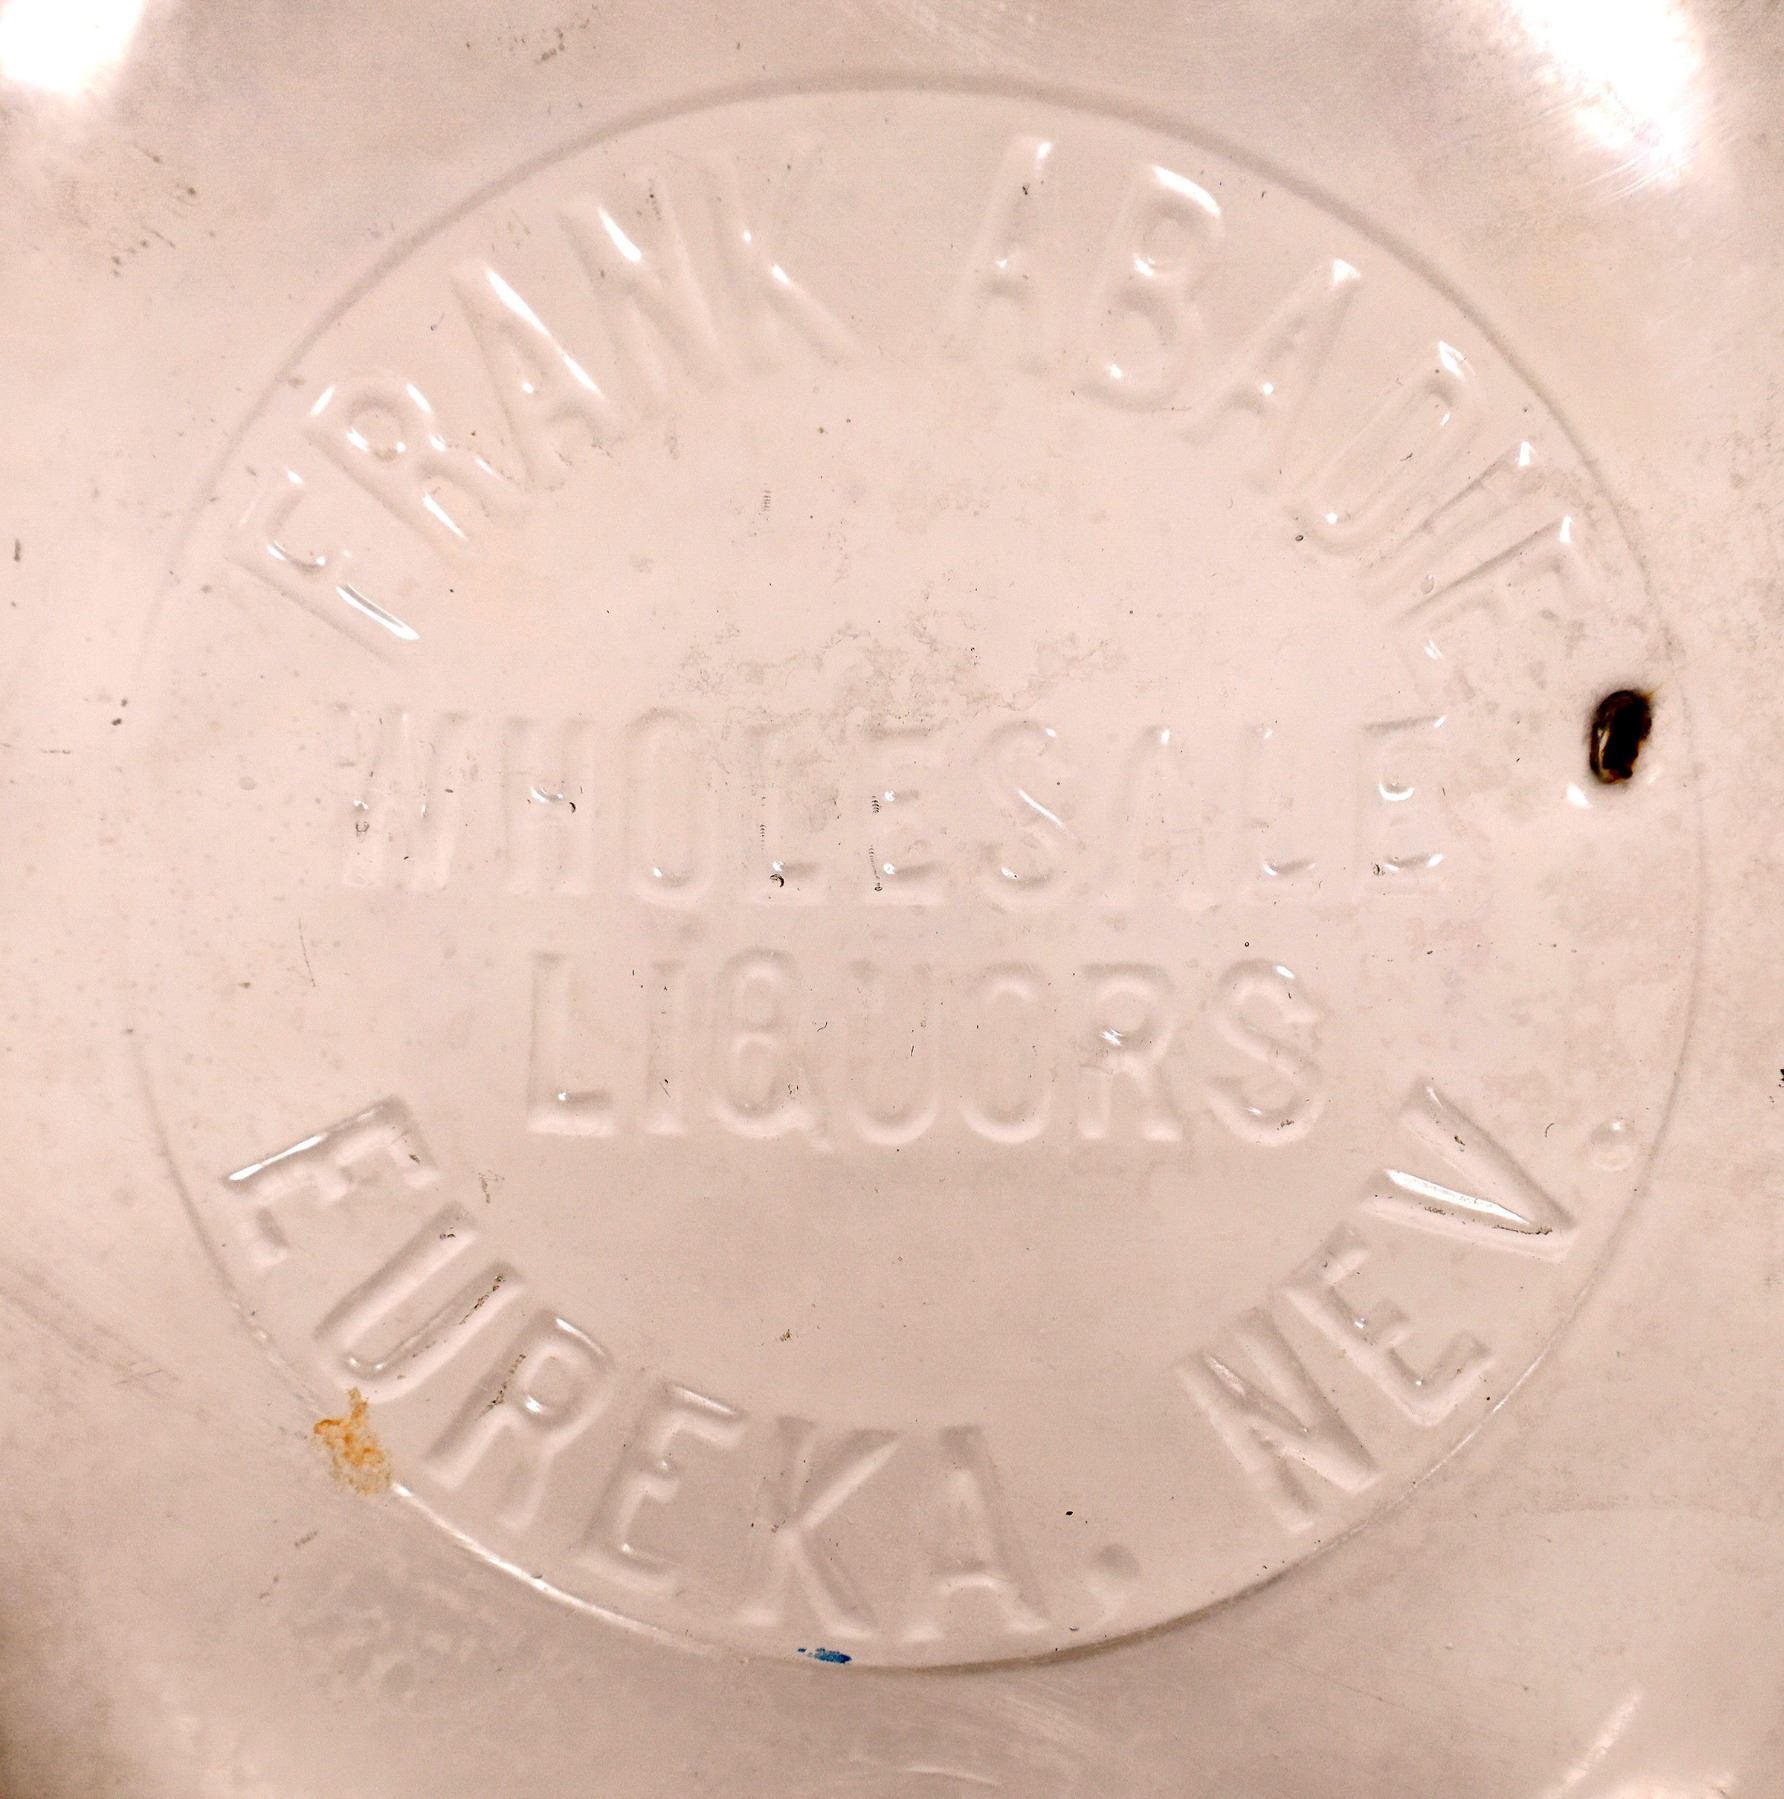 FRANK ABADIE
WHOLESALE
LIQUORS
EUREKA. NEV.